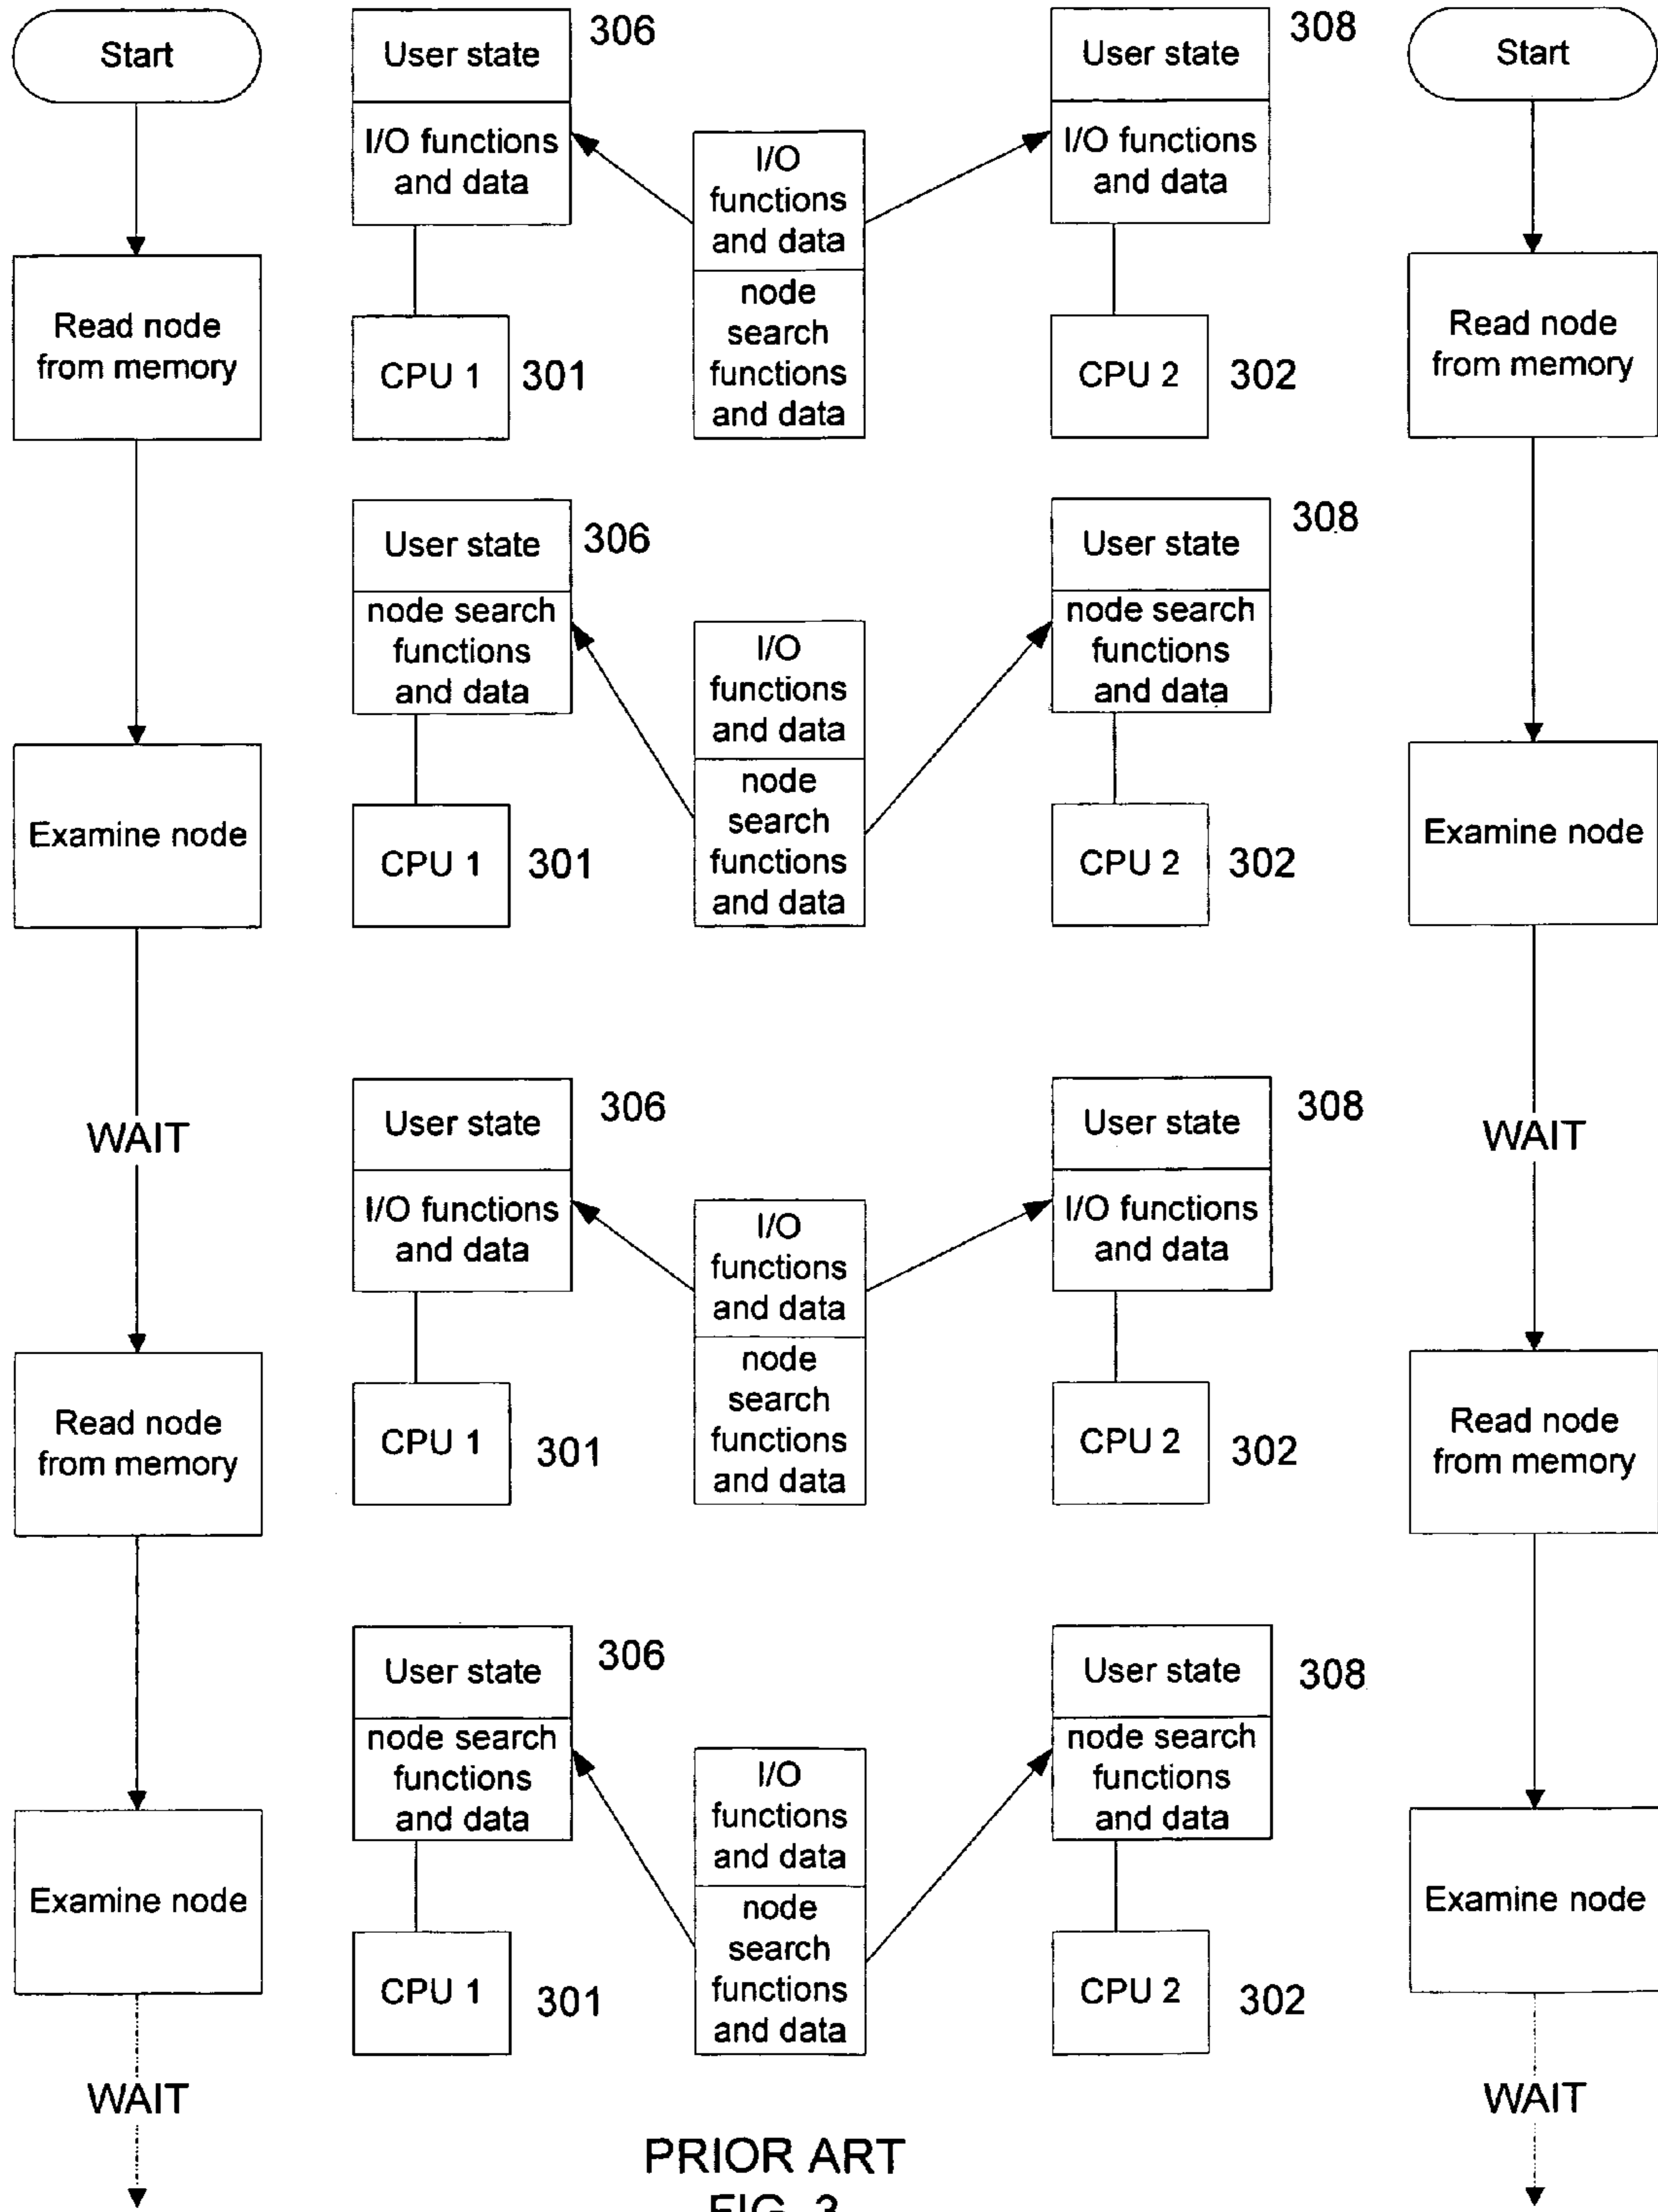 Start
User state
306
I/O functions
and data
I/O
functions
and data
node
search
functions
and data
User state
308
I/O functions
and data
Start
Read node
from memory
CPU 1
301
CPU 2
302
Read node
from memory
User state
306
node search
functions
and data
I/O
functions
and data
node
search
functions
and data
User state
308
node search
functions
and data
Examine node
CPU 1
301
CPU 2
302
Examine node
WAIT
User state
306
I/O functions
and data
I/O
functions
and data
node
search
functions
and data
User state
308
I/O functions
and data
WAIT
Read node
from memory
CPU 1
301
CPU 2
302
Read node
from memory
User state
306
node search
functions
and data
I/O
functions
and data
node
search
functions
and data
User state
308
node search
functions
and data
Examine node
CPU 1
301
CPU 2
302
Examine node
WAIT
WAIT
PRIOR ART
FIG. 3